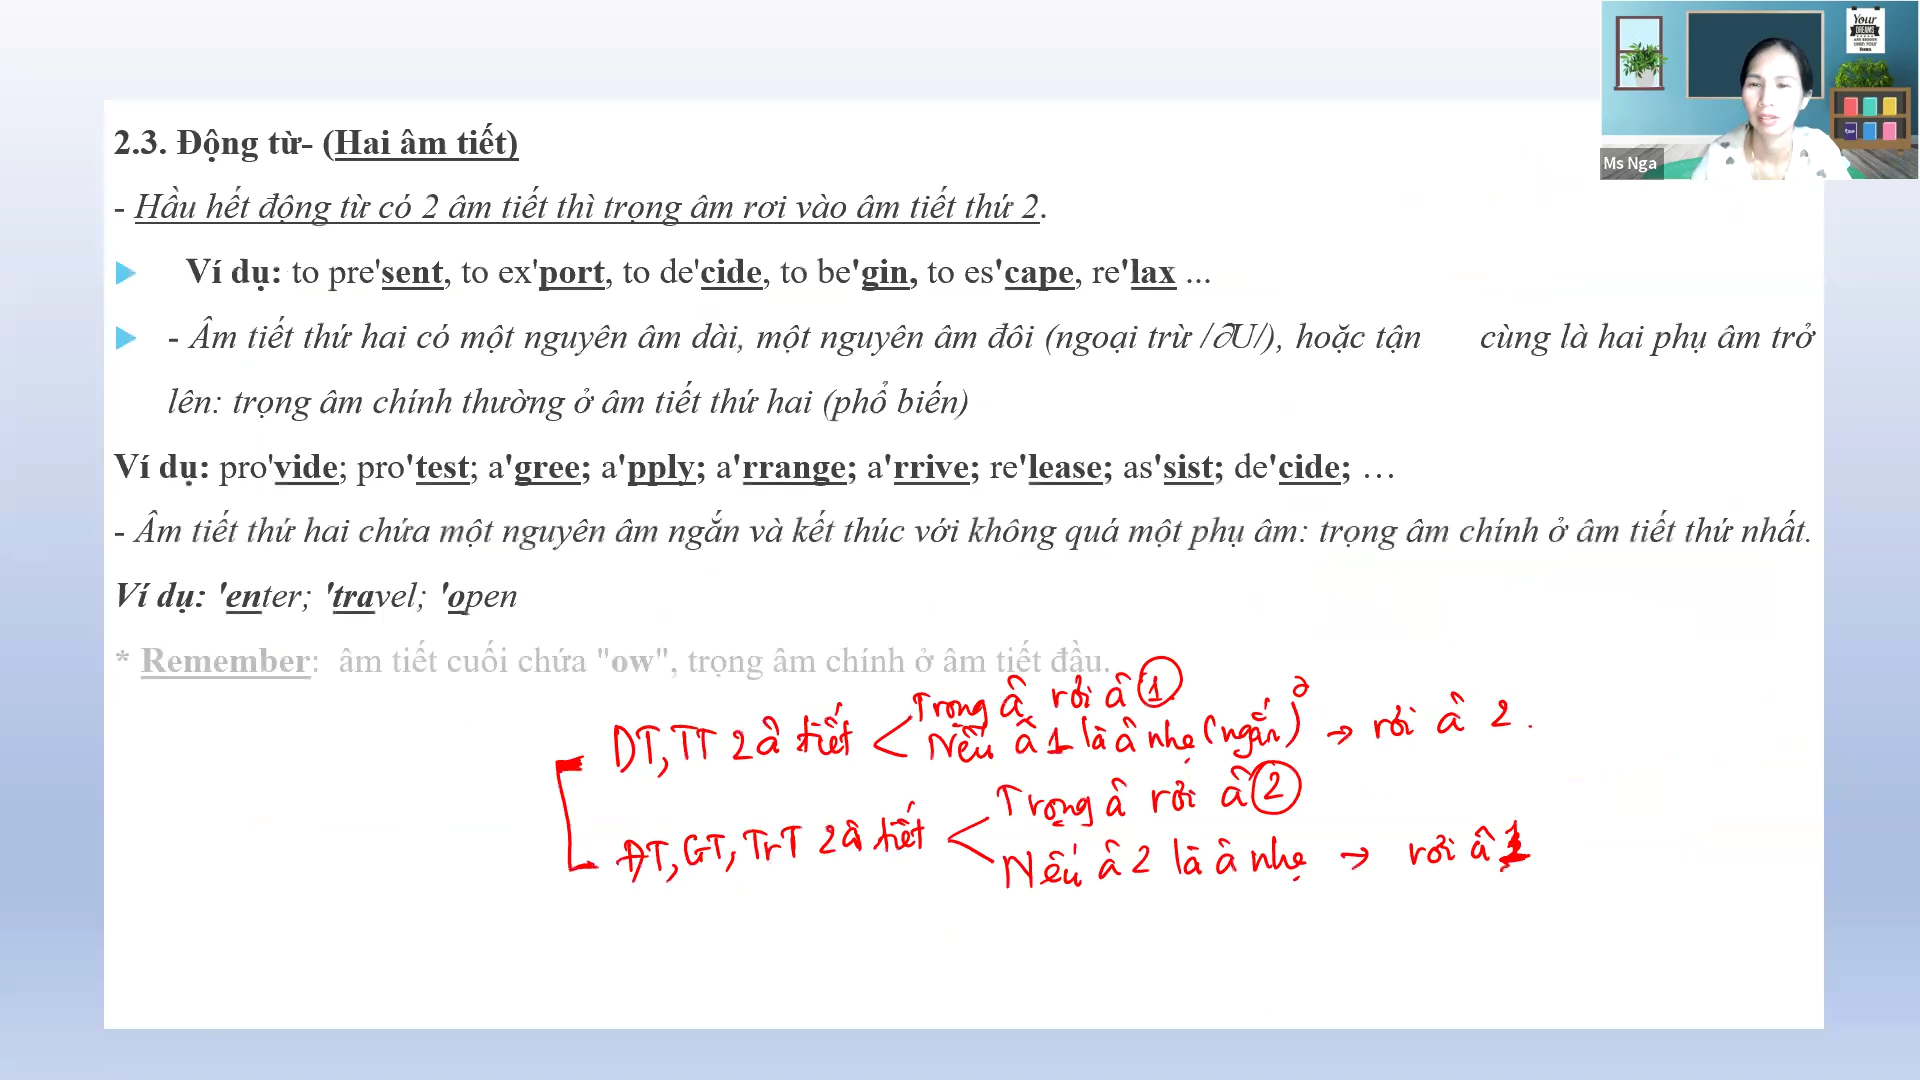 Your
DREAMS
ARE BIGGER
THAN YOUR
Ms Nga
2.3. Động từ- (Hai âm tiết)
- Hầu hết động từ có 2 âm tiết thì trọng âm rơi vào âm tiết thứ 2.
Ví dụ: to pre'sent, to ex'port, to de'cide, to be'gin, to es'cape, re'lax ...
- Âm tiết thứ hai có một nguyên âm dài, một nguyên âm đôi (ngoại trừ /∂U/), hoặc tận cùng là hai phụ âm trở
lên: trọng âm chính thường ở âm tiết thứ hai (phổ biến)
Ví dụ: pro'vide; pro'test; a'gree; a'pply; a'rrange; a'rrive; re'lease; as'sist; de'cide; …
- Âm tiết thứ hai chứa một nguyên âm ngắn và kết thúc với không quá một phụ âm: trọng âm chính ở âm tiết thứ nhất.
Ví dụ: 'enter; 'travel; 'open
* Remember: âm tiết cuối chứa "ow", trọng âm chính ở âm tiết đầu.
Trọng â rơi â 1
DT, TT 2 â tiết < Nếu â 1 là â nhẹ (ngắn) ə → rơi â 2.
Trọng â rơi â 2
ĐT, GT, TrT 2 â tiết < Nếu â 2 là â nhẹ → rơi â 1